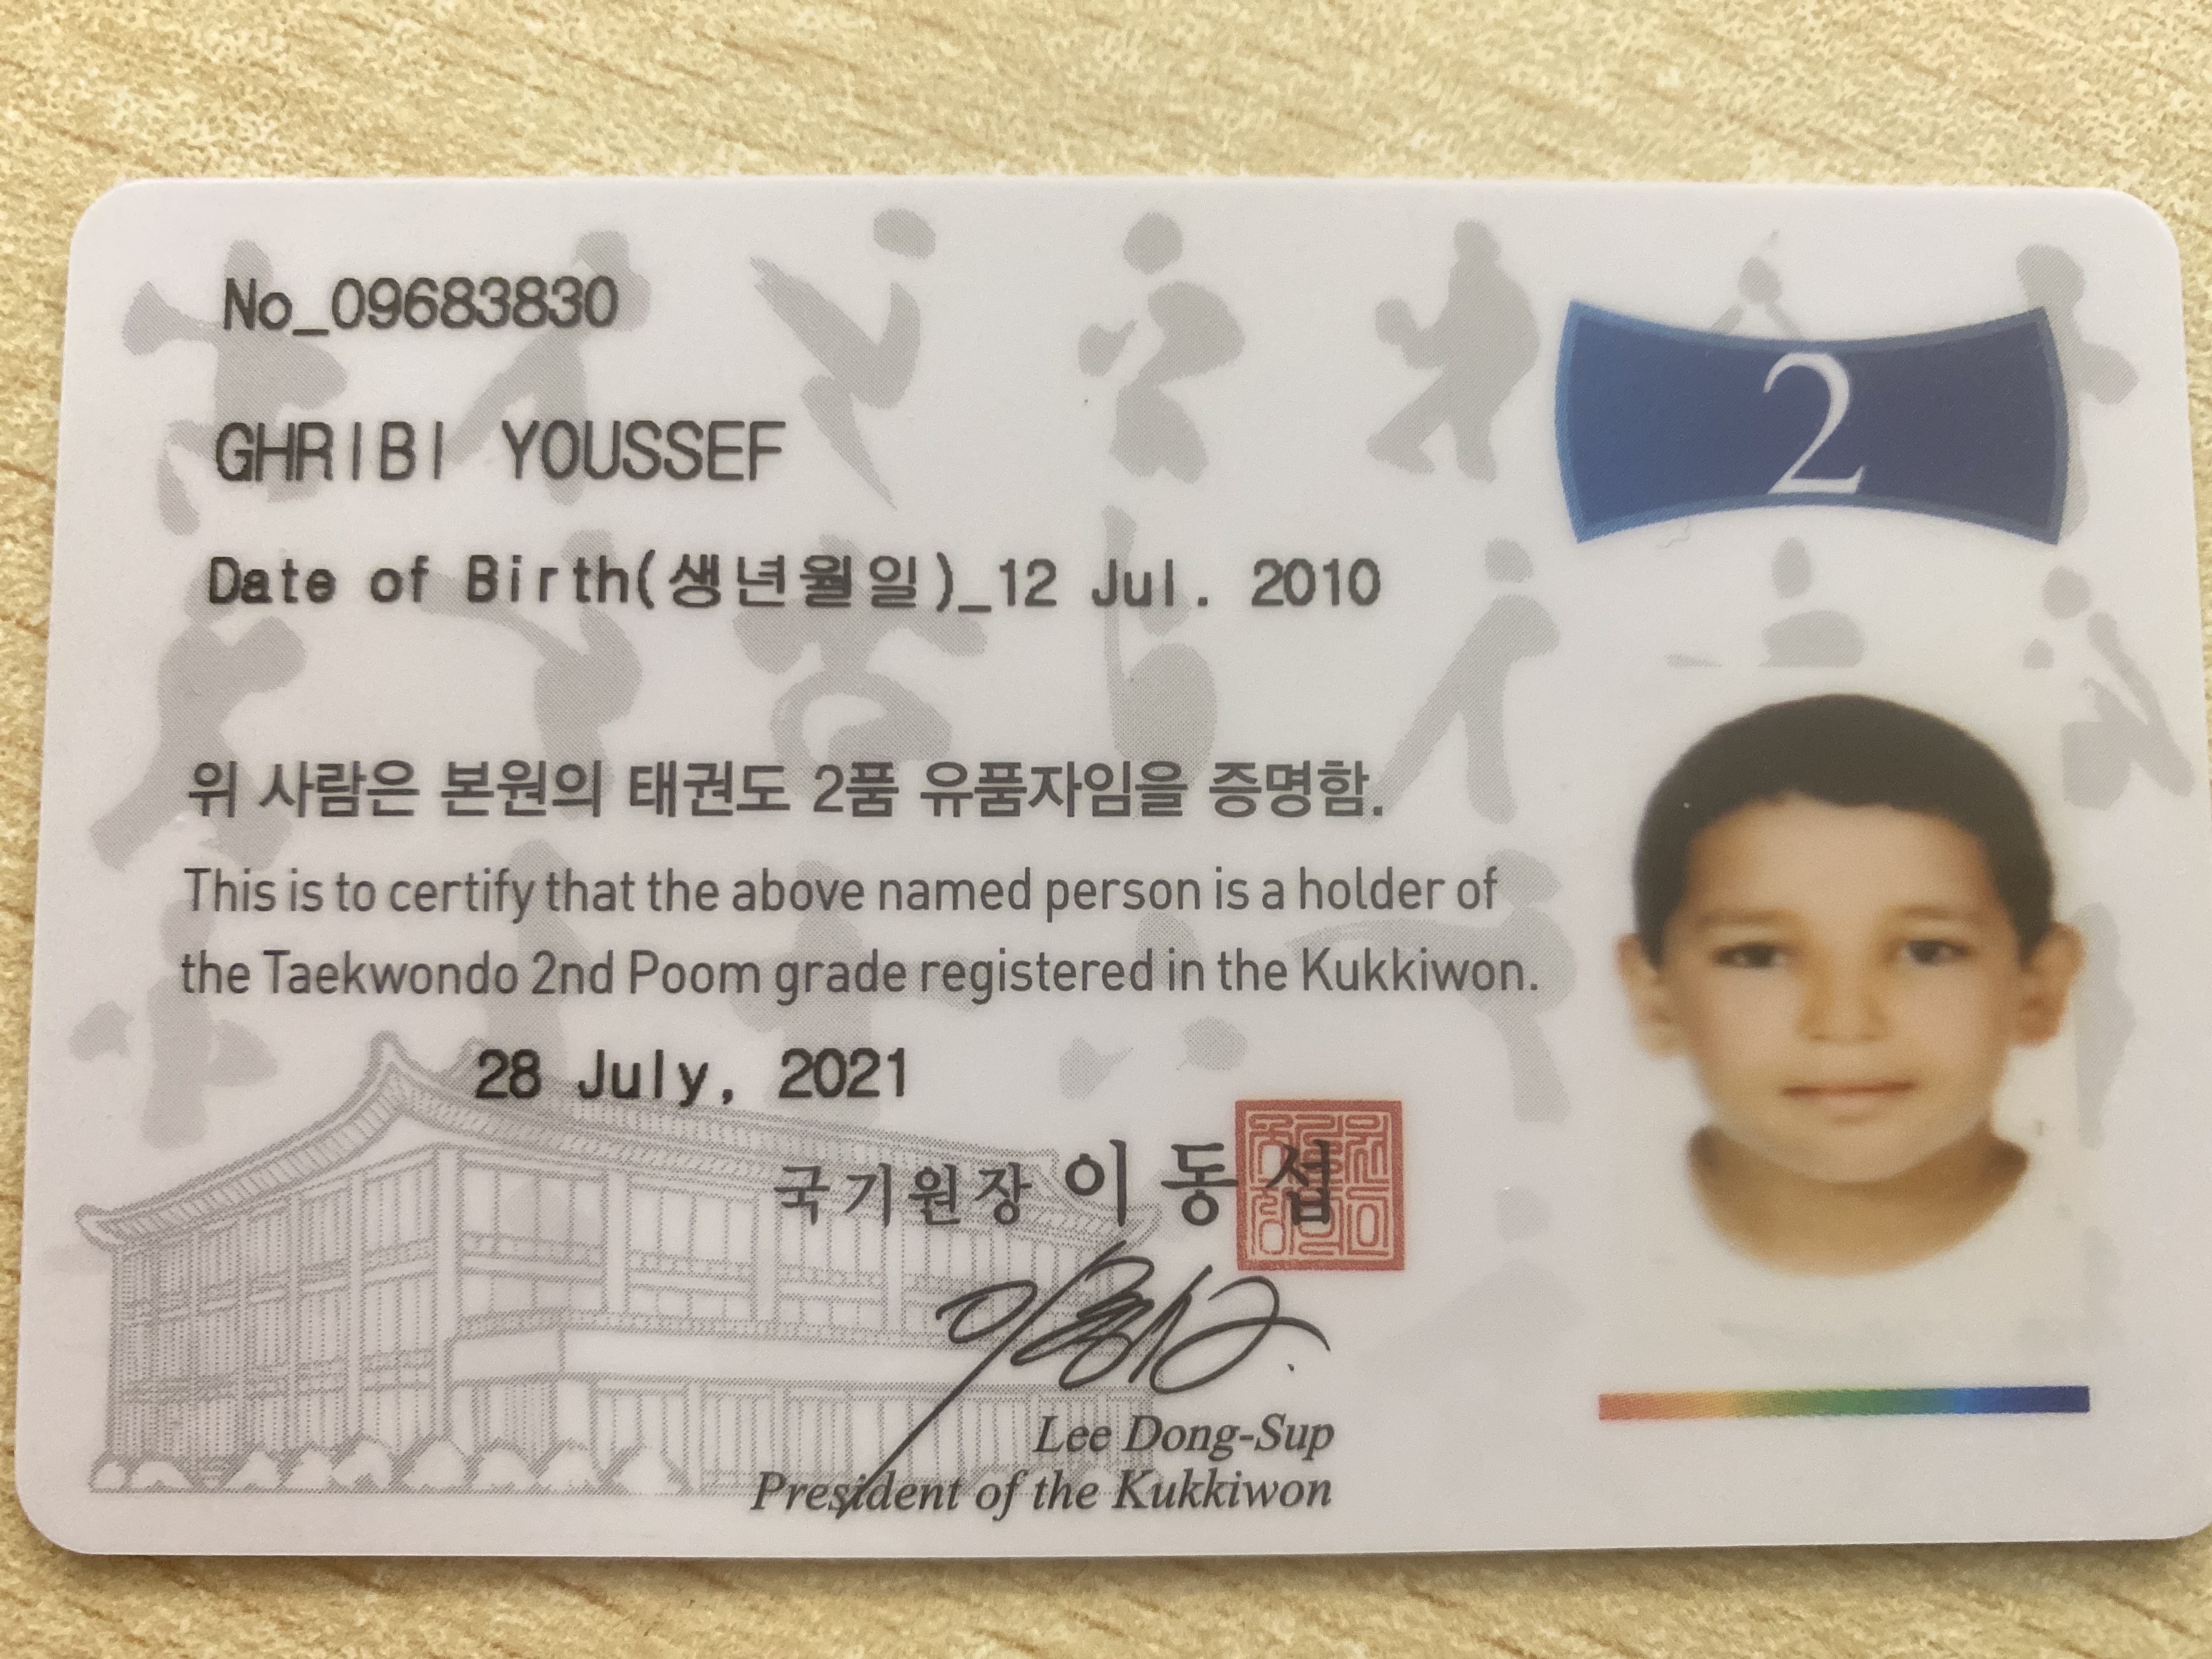 No_09683830
2
GHRIBI YOUSSEF
Date of Birth(생년월일)_12 Jul. 2010
위 사람은 본원의 태권도 2품 유품자임을 증명함.
This is to certify that the above named person is a holder of
the Taekwondo 2nd Poom grade registered in the Kukkiwon.
28 July, 2021
국기원장 이 동 섭
Lee Dong-Sup
President of the Kukkiwon